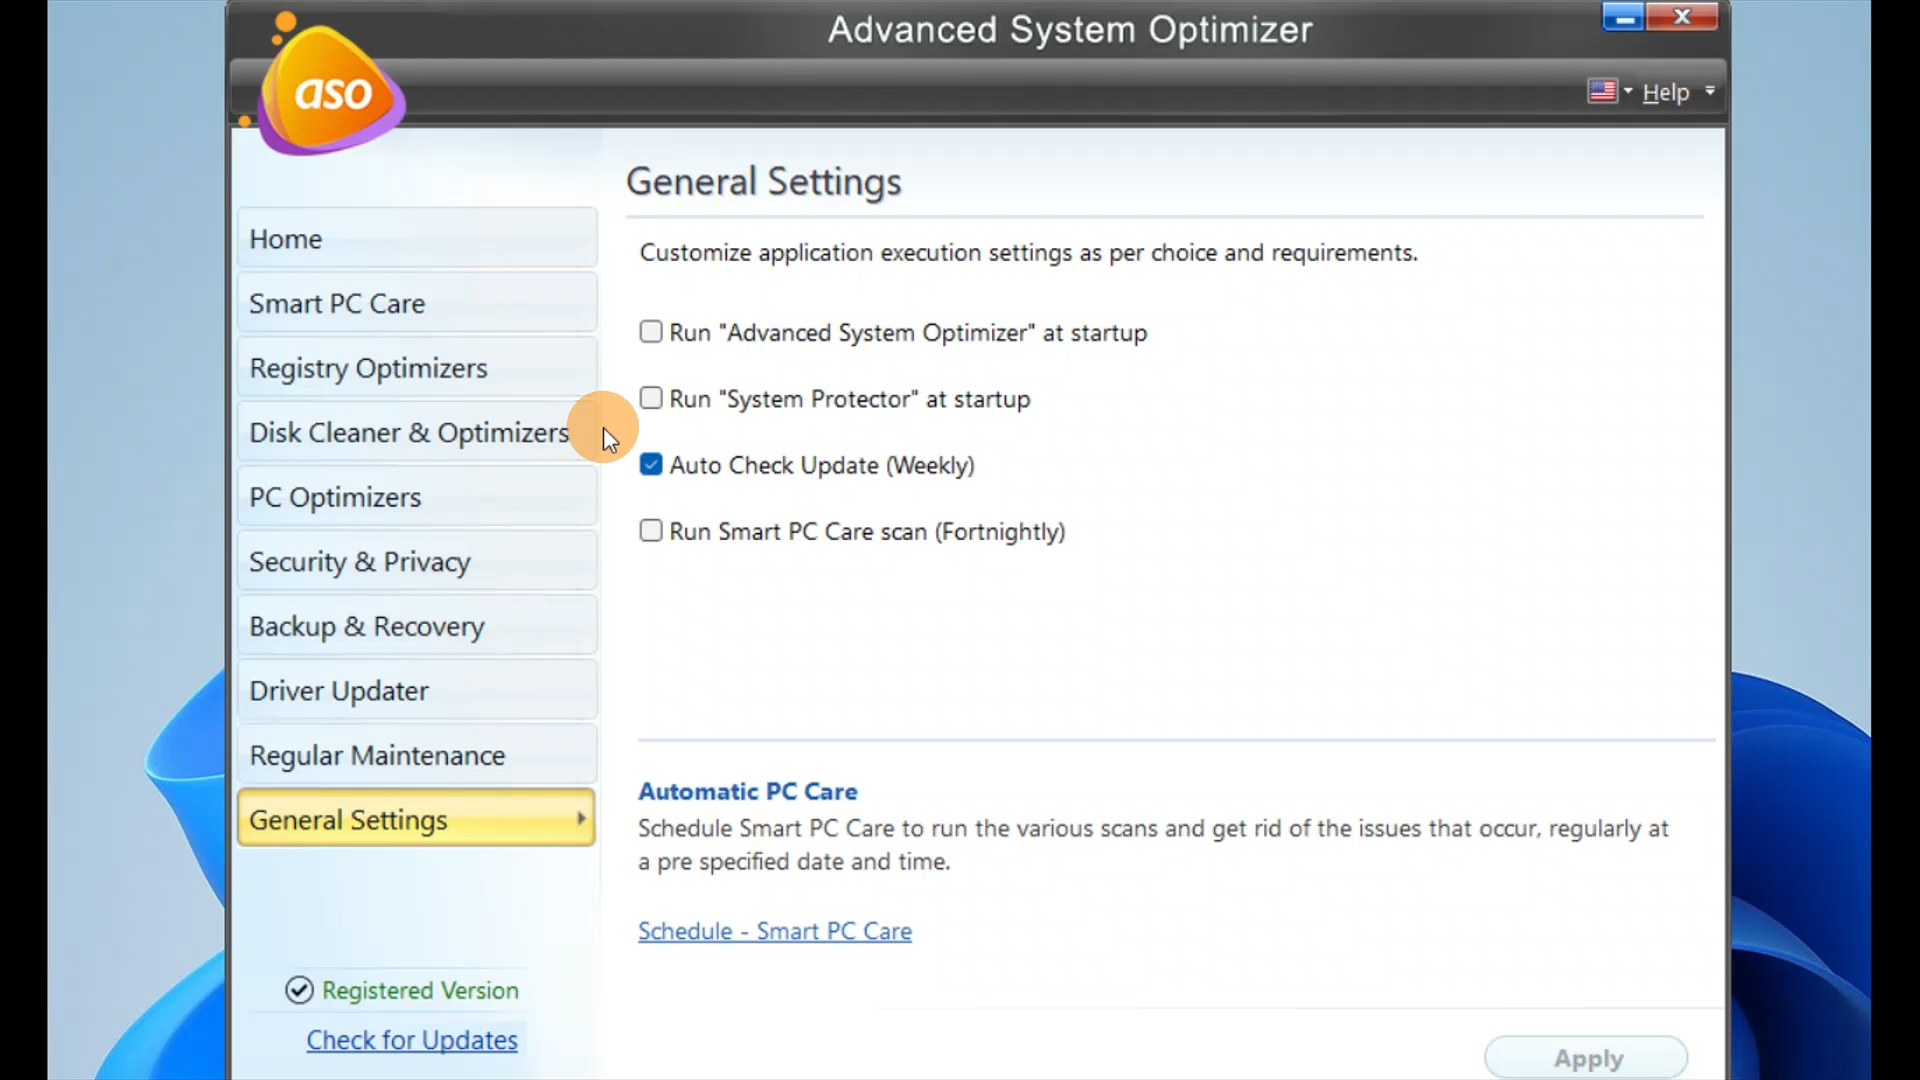 Advanced System Optimizer
aso
Help
General Settings
Customize application execution settings as per choice and requirements.
Home
Smart PC Care
Registry Optimizers
Disk Cleaner & Optimizers
PC Optimizers
Security & Privacy
Backup & Recovery
Driver Updater
Regular Maintenance
General Settings
Run "Advanced System Optimizer" at startup
Run "System Protector" at startup
Auto Check Update (Weekly)
Run Smart PC Care scan (Fortnightly)
Automatic PC Care
Schedule Smart PC Care to run the various scans and get rid of the issues that occur, regularly at
a pre specified date and time.
Schedule - Smart PC Care
Registered Version
Check for Updates
Apply